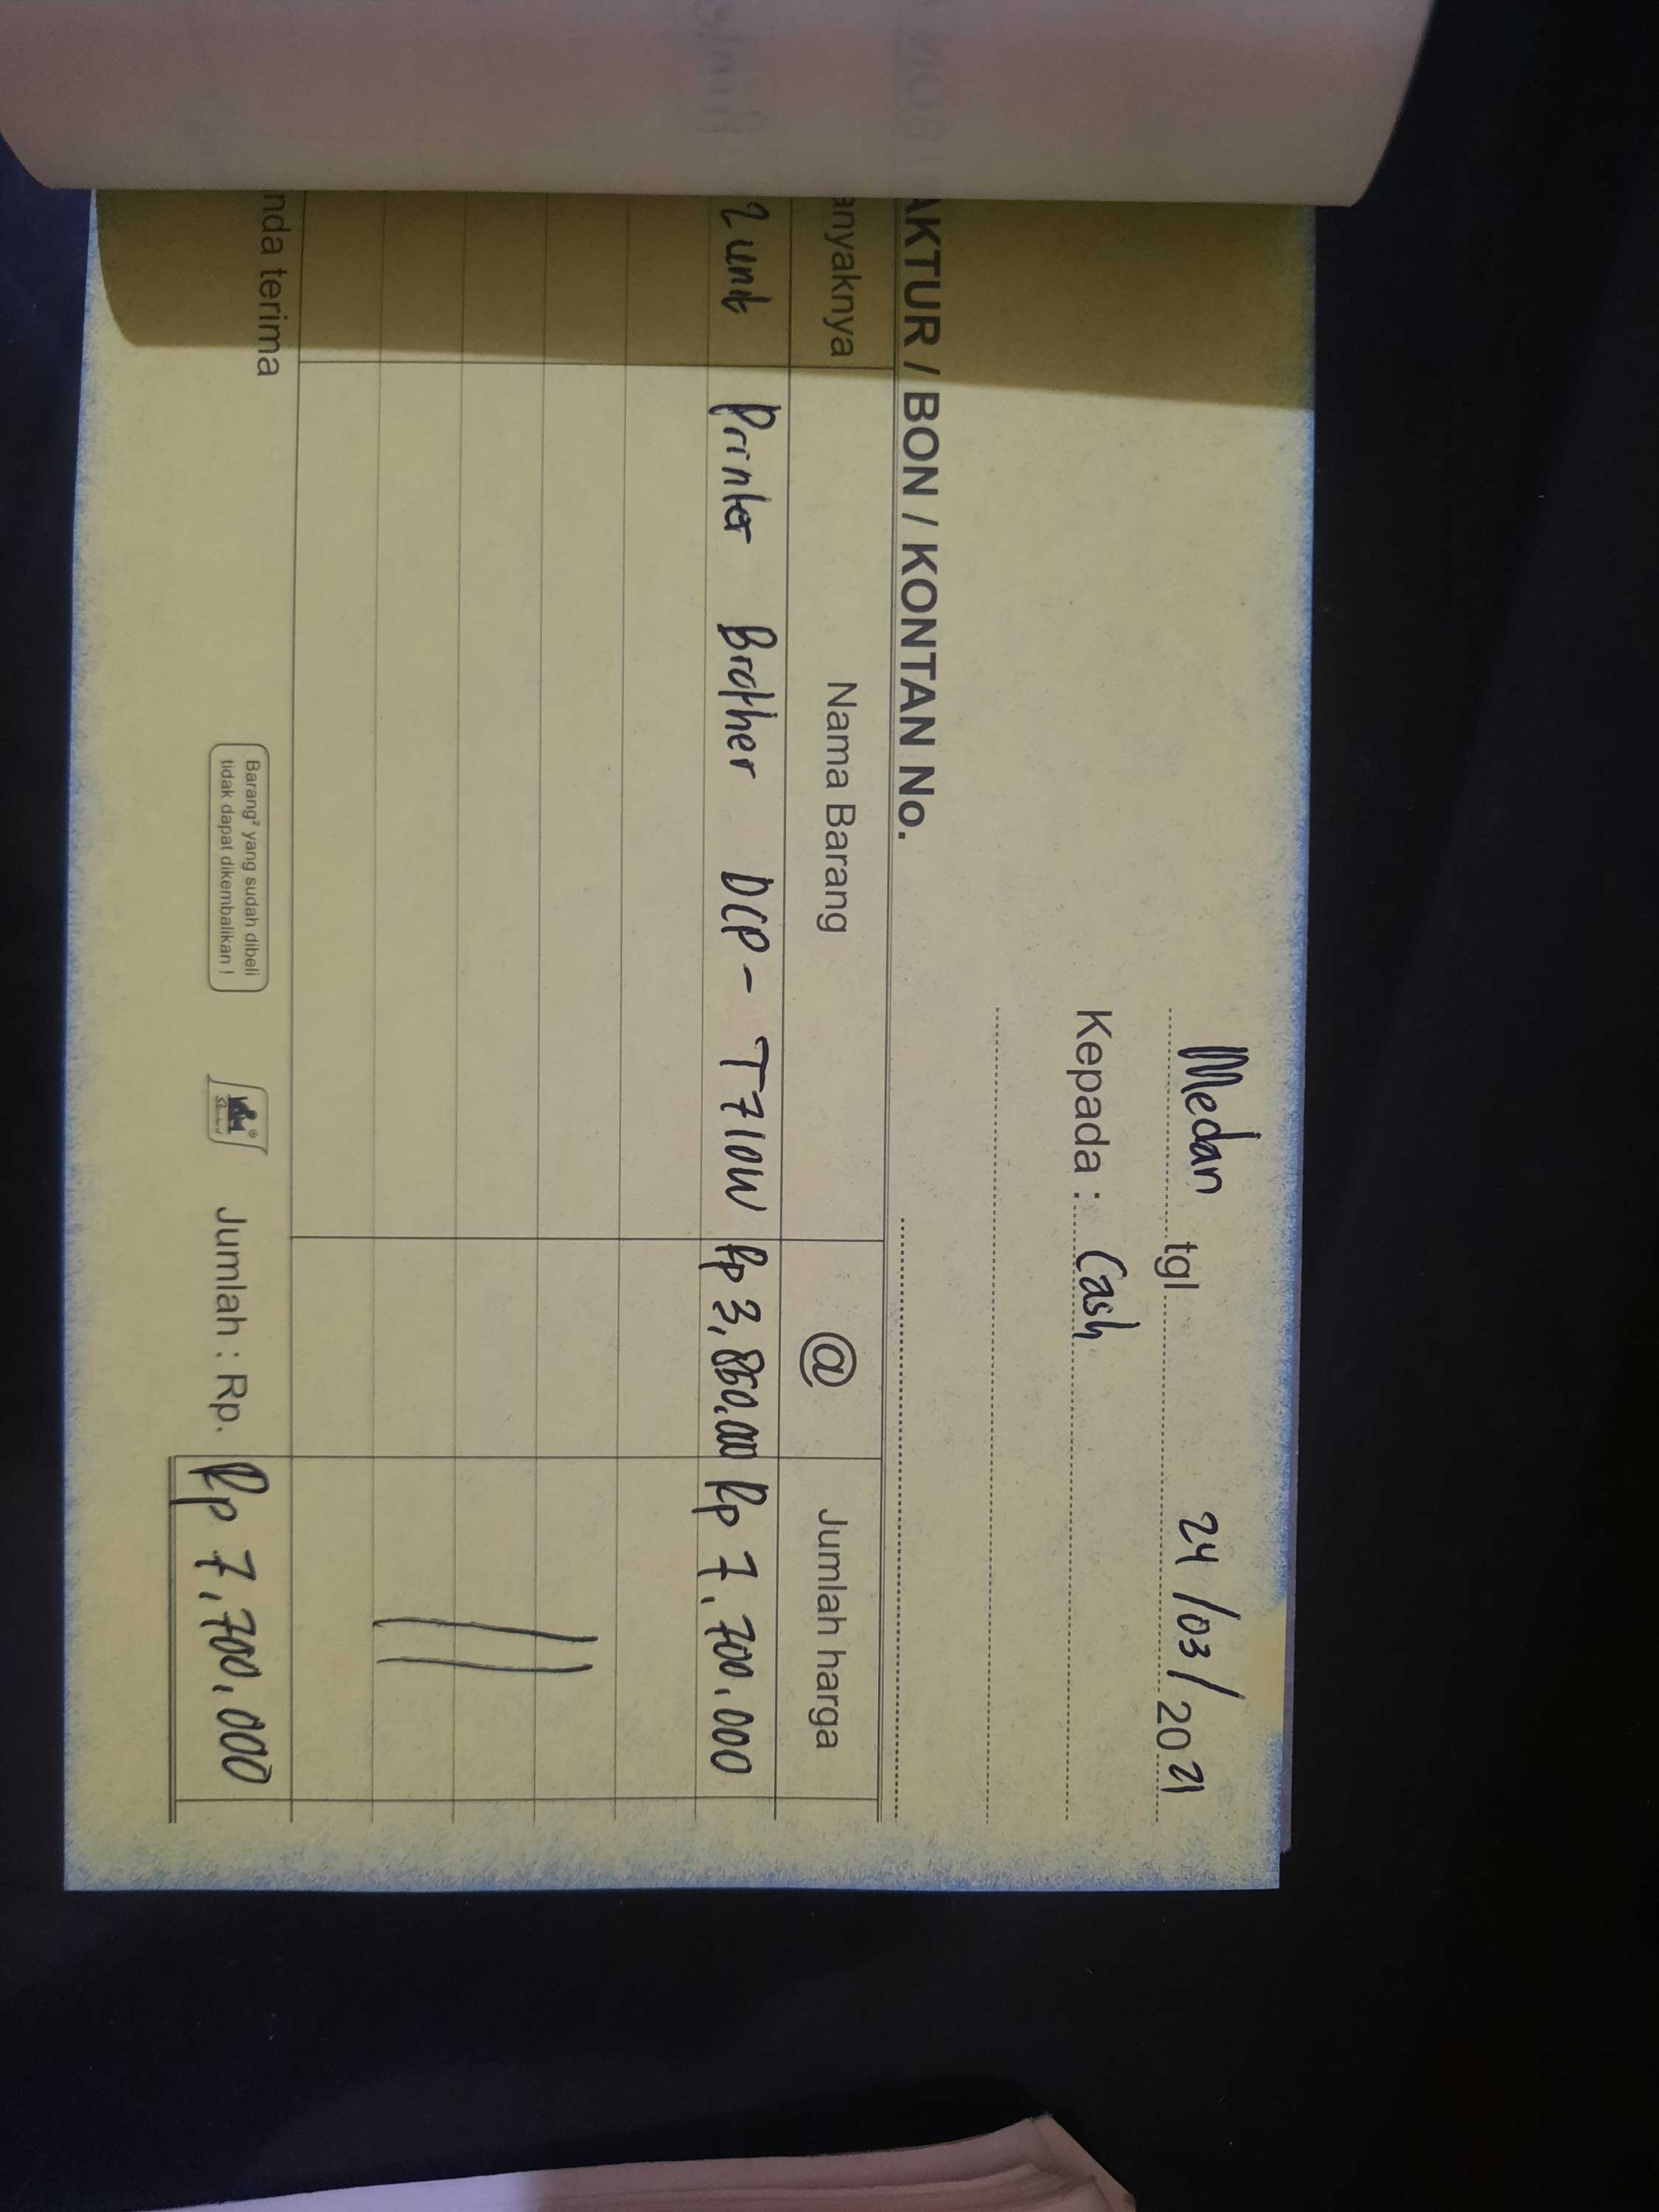 Medan tgl 24/03/2021
Kepada : Cash
AKTUR / BON / KONTAN No.
anyaknya Nama Barang @ Jumlah harga
2 unit Printer Brother DCP - T710W Rp 3,850.000 Rp 7.700.000
nda terima
Barang² yang sudah dibeli
tidak dapat dikembalikan !
Jumlah : Rp. Rp 7,700.000